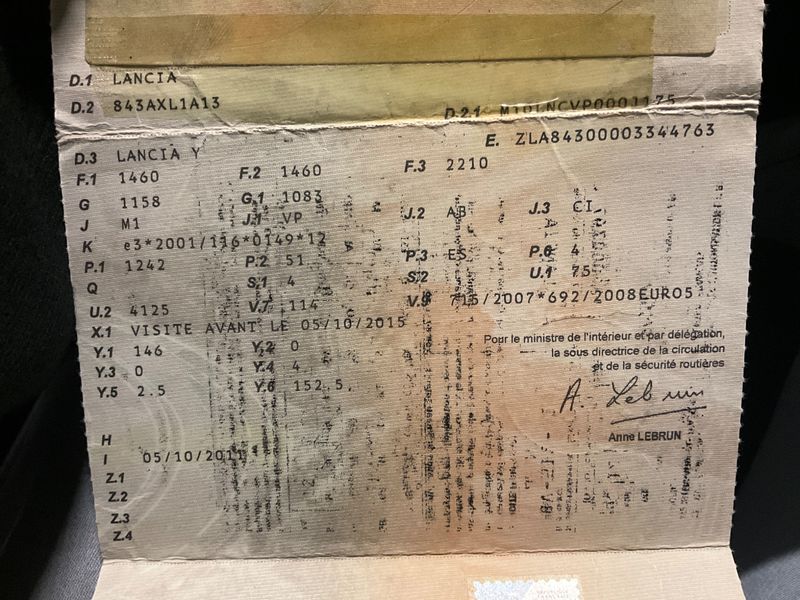 D.1 LANCIA
D.2 843AXL1A13
D.2.1 M10LNCVP0001175
E. ZLA84300003344763
D.3 LANCIA Y
F.1 1460 F.2 1460 F.3 2210
G 1158 G.1 1083
J M1 J.1 VP J.2 AB J.3 CI
K e3*2001/116*0149*12
P.1 1242 P.2 51 P.3 ES P.6 4
Q S.1 4 S.2 U.1 75
U.2 4125 V.7 114 V.9 715/2007*692/2008EURO5
X.1 VISITE AVANT LE 05/10/2015
Y.1 146 Y.2 0
Y.3 0 Y.4 4
Y.5 2.5 Y.6 152.5
Pour le ministre de l'intérieur et par délégation,
la sous directrice de la circulation
et de la sécurité routières
A. Lebrun
Anne LEBRUN
H
I 05/10/2011
Z.1
Z.2
Z.3
Z.4